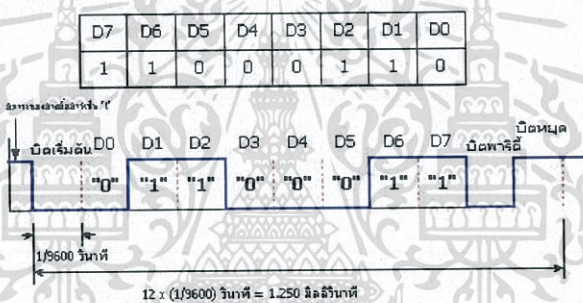 D7 D6 D5 D4 D3 D2 D1 D0
1 1 0 0 0 1 1 0
บิตเริ่มต้น D0 D1 D2 D3 D4 D5 D6 D7 บิตพาริตี้ บิตหยุด
"0" "1" "1" "0" "0" "0" "1" "1"
1/9600 วินาที
12 x (1/9600) วินาที = 1.250 มิลลิวินาที